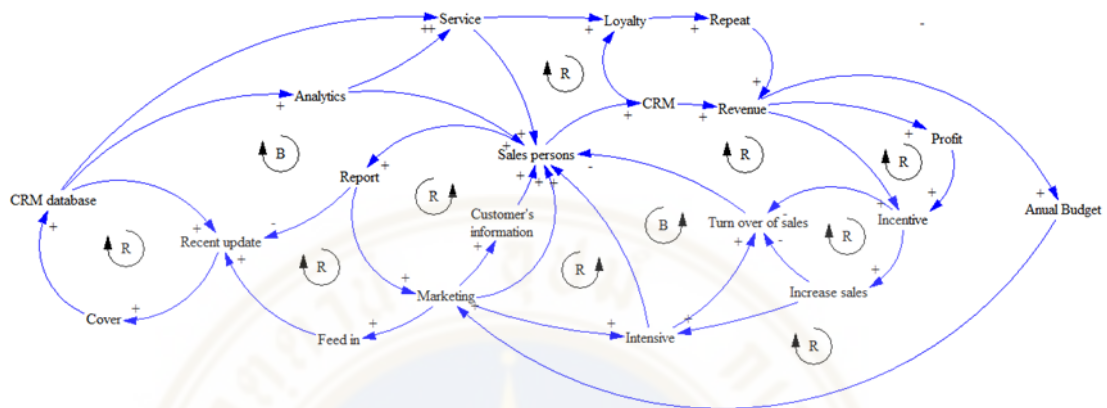 Service
Loyalty
Repeat
-
++
+
+
Analytics
+
R
CRM
Revenue
+
+
+
+
Profit
B
Sales persons
+
+
R
R
Report
+
-
+
+
+
CRM database
+
R
Customer's
information
Turn over of sales
-
Incentive
+
+
Anual Budget
+
Recent update
+
-
+
B
+
-
R
R
R
+
R
+
Marketing
+
+
Increase sales
+
Cover
+
Feed in
+
+
Intensive
+
+
R